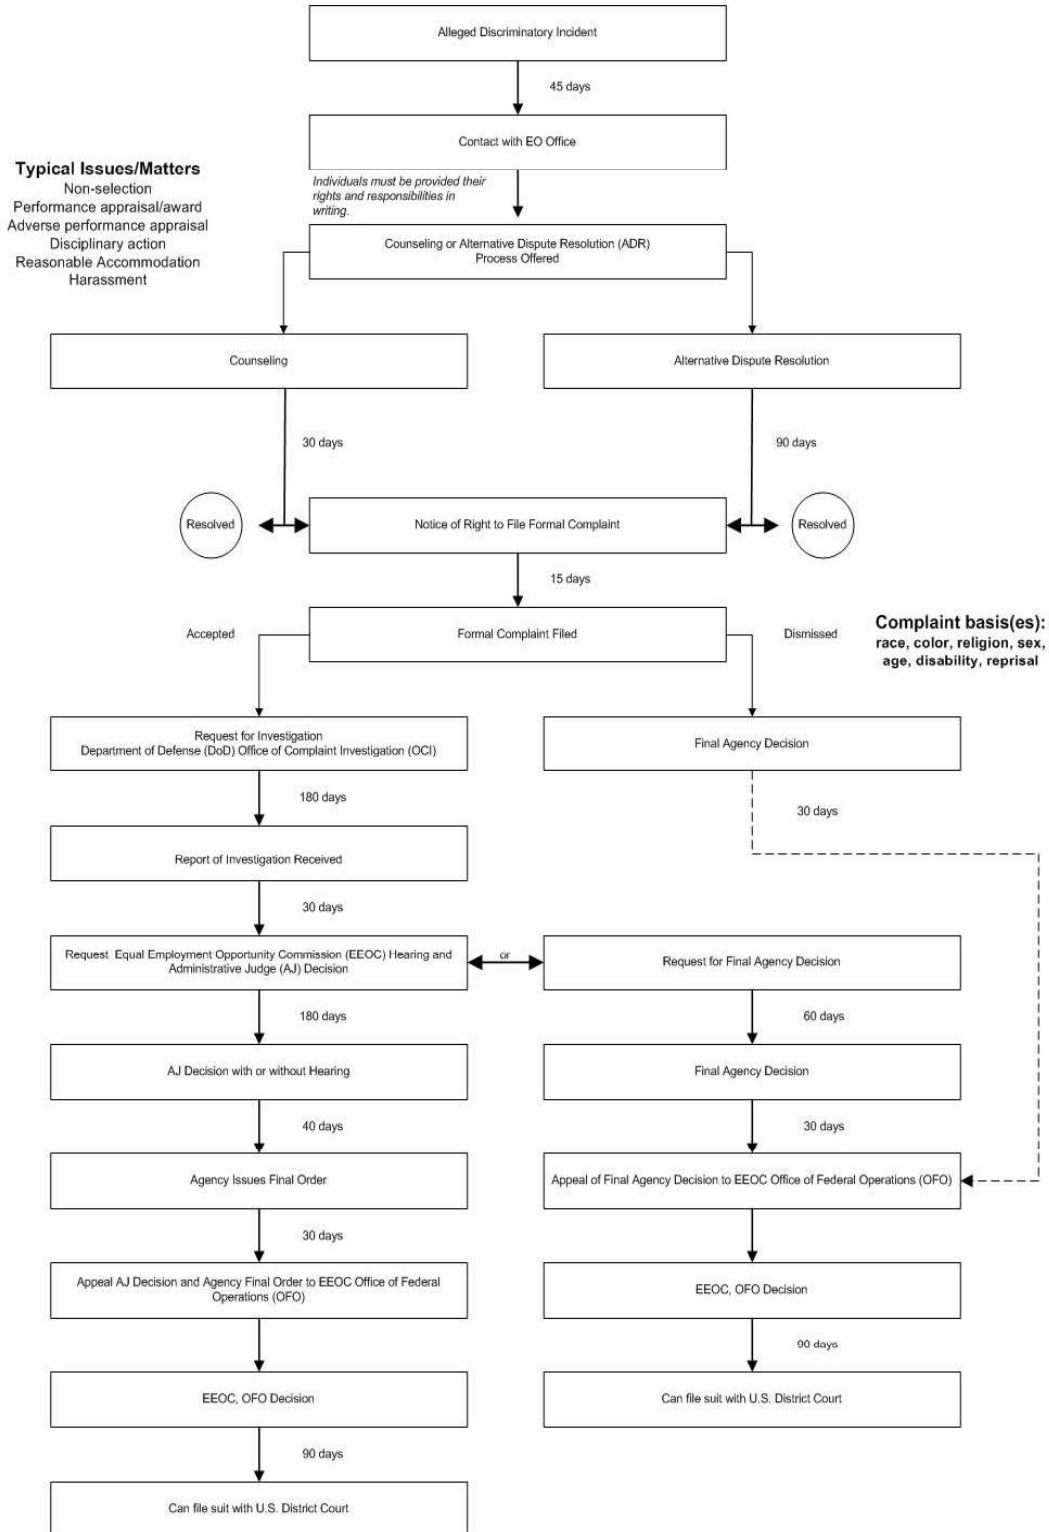 Alleged Discriminatory Incident
45 days
Contact with EO Office
Typical Issues/Matters
Non-selection
Performance appraisal/award
Adverse performance appraisal
Disciplinary action
Reasonable Accommodation
Harassment
Individuals must be provided their
rights and responsibilities in
writing.
Counseling or Alternative Dispute Resolution (ADR)
Process Offered
Counseling
Alternative Dispute Resolution
30 days
90 days
Resolved
Notice of Right to File Formal Complaint
Resolved
15 days
Accepted
Formal Complaint Filed
Dismissed
Complaint basis(es):
race, color, religion, sex,
age, disability, reprisal
Request for Investigation
Department of Defense (DoD) Office of Complaint Investigation (OCI)
Final Agency Decision
180 days
30 days
Report of Investigation Received
30 days
Request Equal Employment Opportunity Commission (EEOC) Hearing and
Administrative Judge (AJ) Decision
or
Request for Final Agency Decision
180 days
60 days
AJ Decision with or without Hearing
Final Agency Decision
40 days
30 days
Agency Issues Final Order
Appeal of Final Agency Decision to EEOC Office of Federal Operations (OFO)
30 days
Appeal AJ Decision and Agency Final Order to EEOC Office of Federal
Operations (OFO)
EEOC, OFO Decision
90 days
EEOC, OFO Decision
Can file suit with U.S. District Court
90 days
Can file suit with U.S. District Court